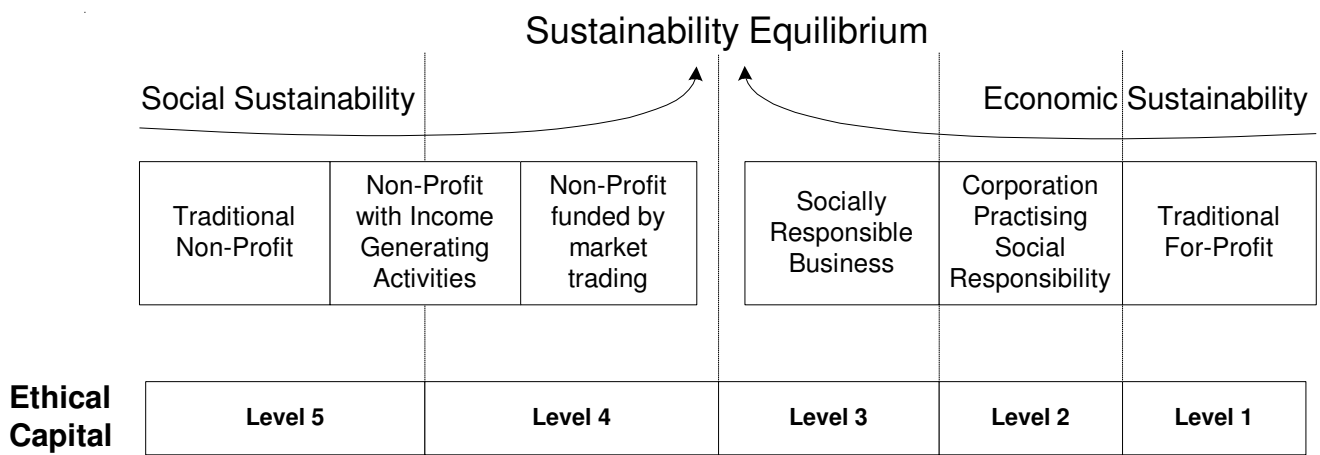 Sustainability Equilibrium
Social Sustainability
Economic Sustainability
Traditional
Non-Profit
Non-Profit
with Income
Generating
Activities
Non-Profit
funded by
market
trading
Socially
Responsible
Business
Corporation
Practising
Social
Responsibility
Traditional
For-Profit
Ethical
Capital
Level 5
Level 4
Level 3
Level 2
Level 1